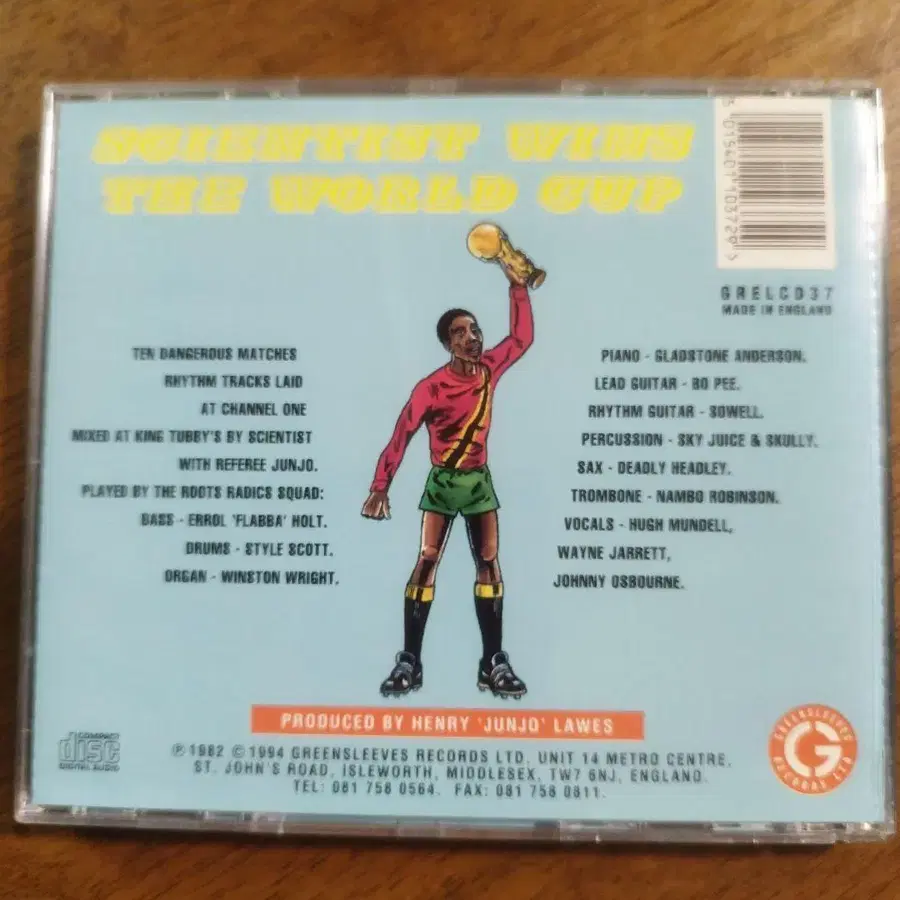 SCIENTIST WINS
THE WORLD CUP
5 019401 103729 >
GRELCD37
MADE IN ENGLAND
TEN DANGEROUS MATCHES
RHYTHM TRACKS LAID
AT CHANNEL ONE
MIXED AT KING TUBBY'S BY SCIENTIST
WITH REFEREE JUNJO.
PLAYED BY THE ROOTS RADICS SQUAD:
BASS - ERROL 'FLABBA' HOLT.
DRUMS - STYLE SCOTT.
ORGAN - WINSTON WRIGHT.
PIANO - GLADSTONE ANDERSON.
LEAD GUITAR - BO PEE.
RHYTHM GUITAR - SOWELL.
PERCUSSION - SKY JUICE & SKULLY.
SAX - DEADLY HEADLEY.
TROMBONE - NAMBO ROBINSON.
VOCALS - HUGH MUNDELL,
WAYNE JARRETT,
JOHNNY OSBOURNE.
PRODUCED BY HENRY 'JUNJO' LAWES
COMPACT
disc
DIGITAL AUDIO
℗ 1982 © 1994 GREENSLEEVES RECORDS LTD, UNIT 14 METRO CENTRE,
ST. JOHN'S ROAD, ISLEWORTH, MIDDLESEX, TW7 6NJ, ENGLAND.
TEL: 081 758 0564. FAX: 081 758 0811.
GREENSLEEVES
G
RECORDS LTD